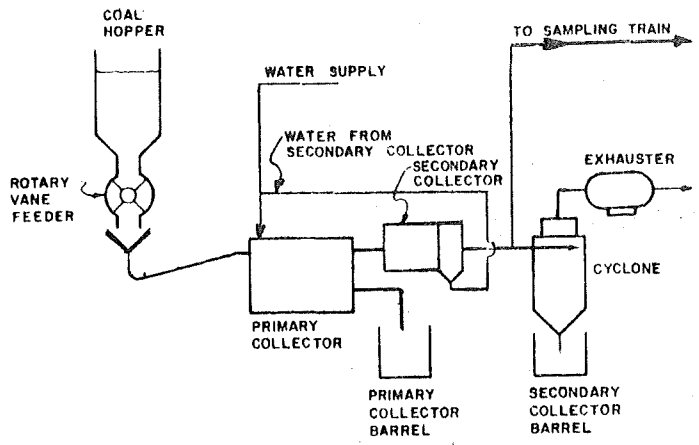 COAL
HOPPER
TO SAMPLING TRAIN
WATER SUPPLY
WATER FROM
SECONDARY COLLECTOR
SECONDARY
COLLECTOR
EXHAUSTER
ROTARY
VANE
FEEDER
CYCLONE
PRIMARY
COLLECTOR
PRIMARY
COLLECTOR
BARREL
SECONDARY
COLLECTOR
BARREL